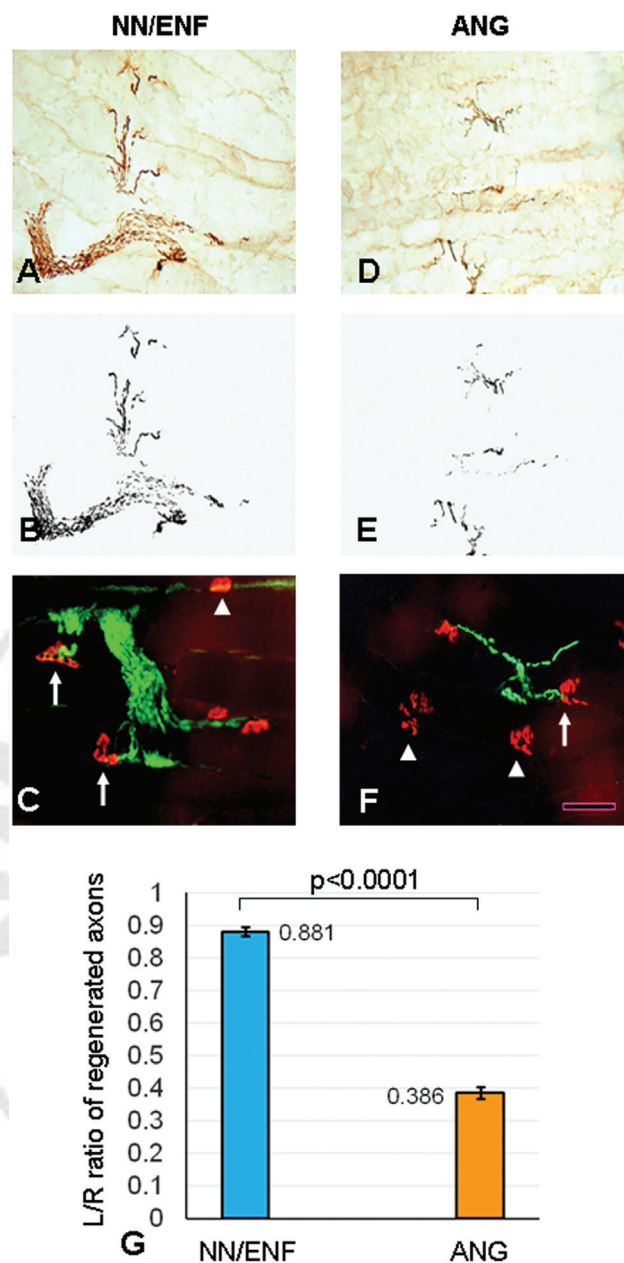 NN/ENF
ANG
A
D
B
E
C
F
p<0.0001
L/R ratio of regenerated axons
1
0.9
0.8
0.7
0.6
0.5
0.4
0.3
0.2
0.1
0
0.881
0.386
G
NN/ENF
ANG